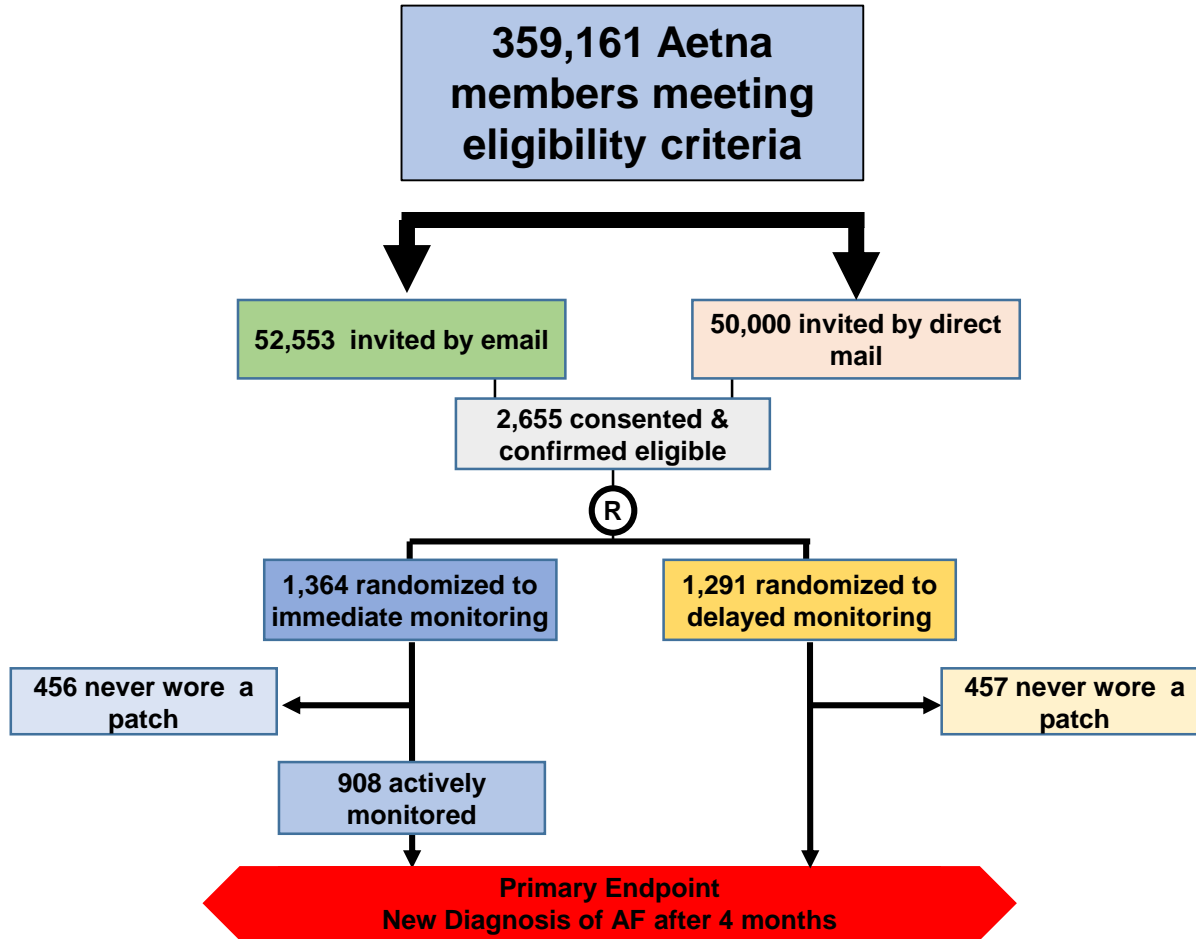 359,161 Aetna
members meeting
eligibility criteria
52,553 invited by email
50,000 invited by direct
mail
2,655 consented &
confirmed eligible
R
1,364 randomized to
immediate monitoring
1,291 randomized to
delayed monitoring
456 never wore a
patch
457 never wore a
patch
908 actively
monitored
Primary Endpoint
New Diagnosis of AF after 4 months